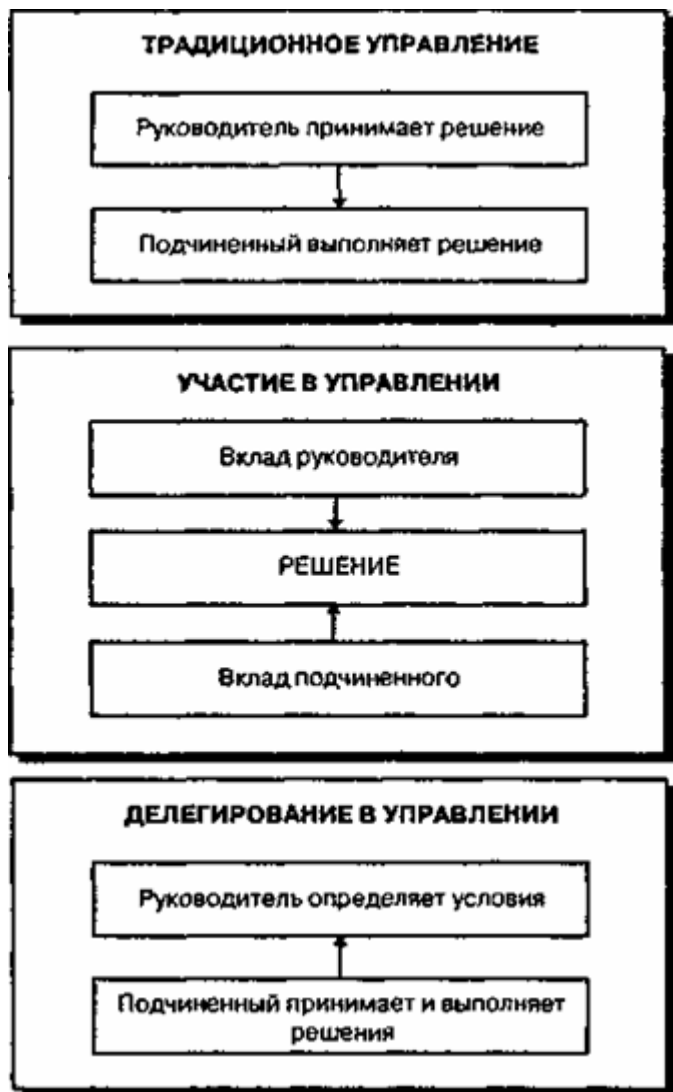 ТРАДИЦИОННОЕ УПРАВЛЕНИЕ
Руководитель принимает решение
Подчиненный выполняет решение
УЧАСТИЕ В УПРАВЛЕНИИ
Вклад руководителя
РЕШЕНИЕ
Вклад подчиненного
ДЕЛЕГИРОВАНИЕ В УПРАВЛЕНИИ
Руководитель определяет условия
Подчиненный принимает и выполняет
решения